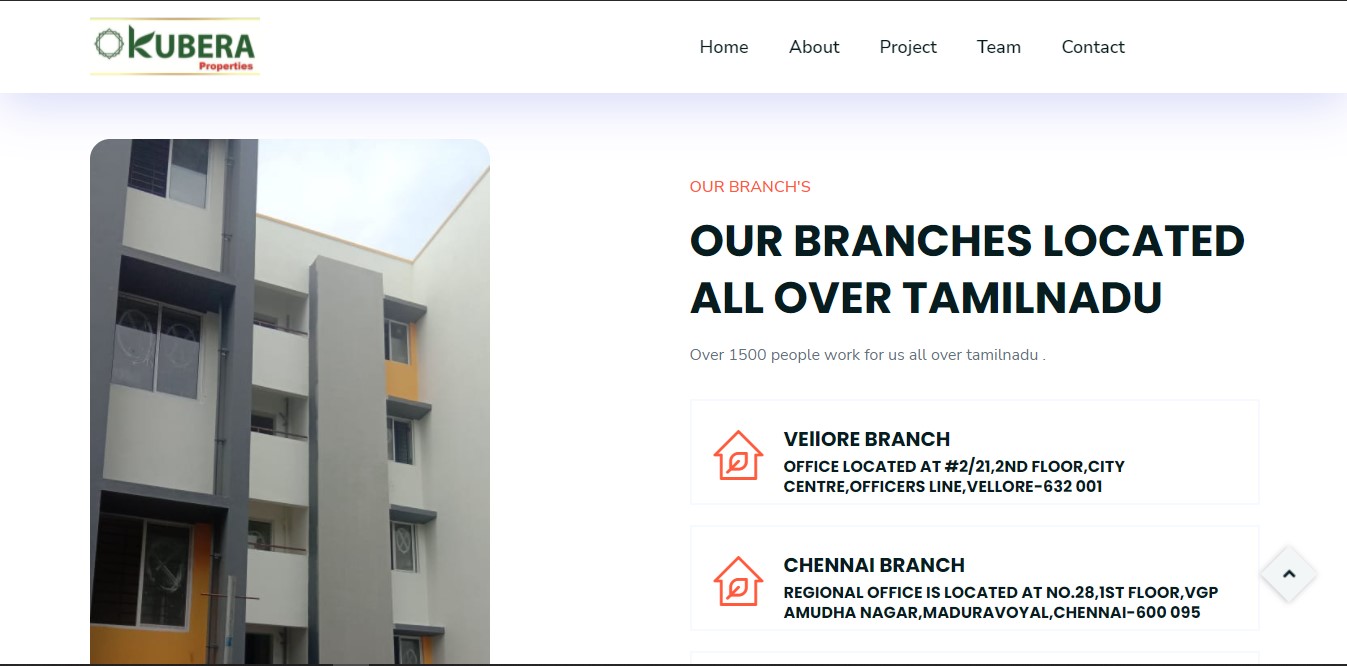 OKUBERA
Properties
Home About Project Team Contact
OUR BRANCH'S
OUR BRANCHES LOCATED
ALL OVER TAMILNADU
Over 1500 people work for us all over tamilnadu .
VEllORE BRANCH
OFFICE LOCATED AT #2/21,2ND FLOOR,CITY
CENTRE,OFFICERS LINE,VELLORE-632 001
CHENNAI BRANCH
REGIONAL OFFICE IS LOCATED AT NO.28,1ST FLOOR,VGP
AMUDHA NAGAR,MADURAVOYAL,CHENNAI-600 095